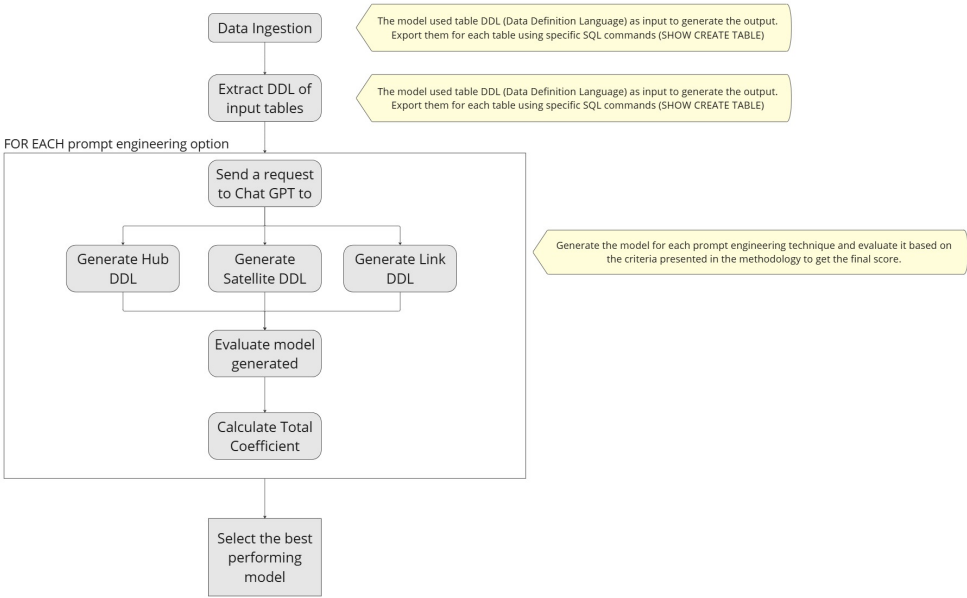 Data Ingestion
The model used table DDL (Data Definition Language) as input to generate the output.
Export them for each table using specific SQL commands (SHOW CREATE TABLE)
Extract DDL of
input tables
The model used table DDL (Data Definition Language) as input to generate the output.
Export them for each table using specific SQL commands (SHOW CREATE TABLE)
FOR EACH prompt engineering option
Send a request
to Chat GPT to
Generate Hub
DDL
Generate
Satellite DDL
Generate Link
DDL
Generate the model for each prompt engineering technique and evaluate it based on
the criteria presented in the methodology to get the final score.
Evaluate model
generated
Calculate Total
Coefficient
Select the best
performing
model